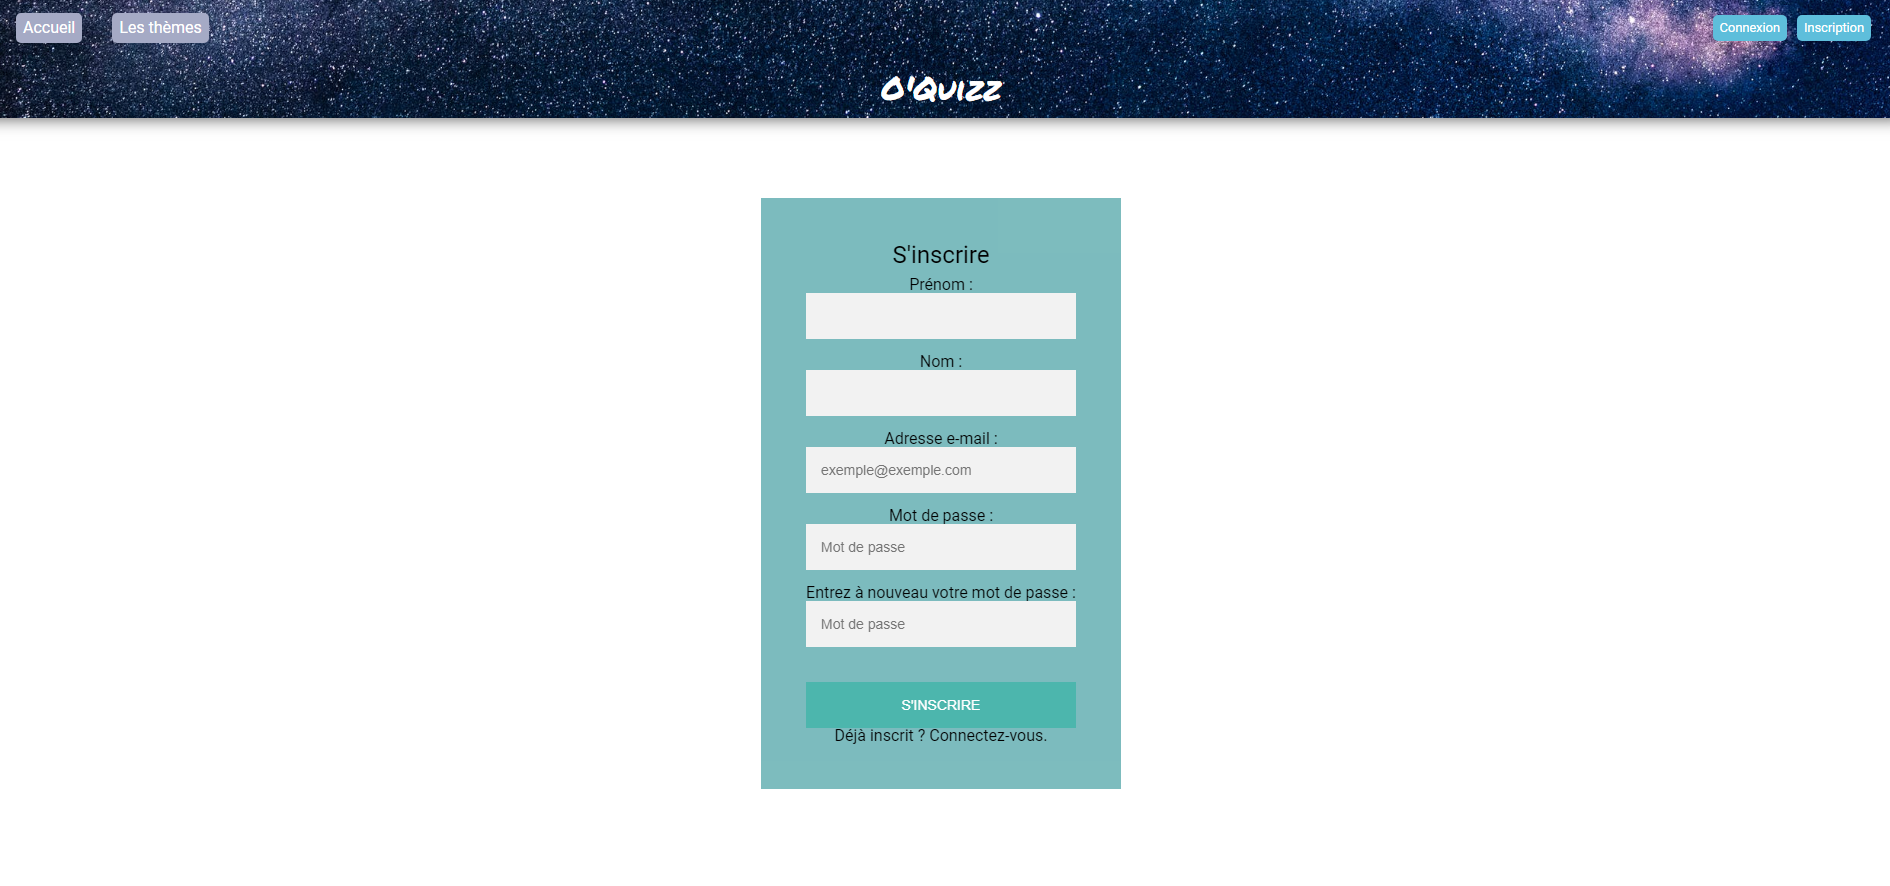 Accueil
Les thèmes
Connexion
Inscription
O'Quizz
S'inscrire
Prénom :
Nom :
Adresse e-mail :
exemple@exemple.com
Mot de passe :
Mot de passe
Entrez à nouveau votre mot de passe :
Mot de passe
S'INSCRIRE
Déjà inscrit ? Connectez-vous.